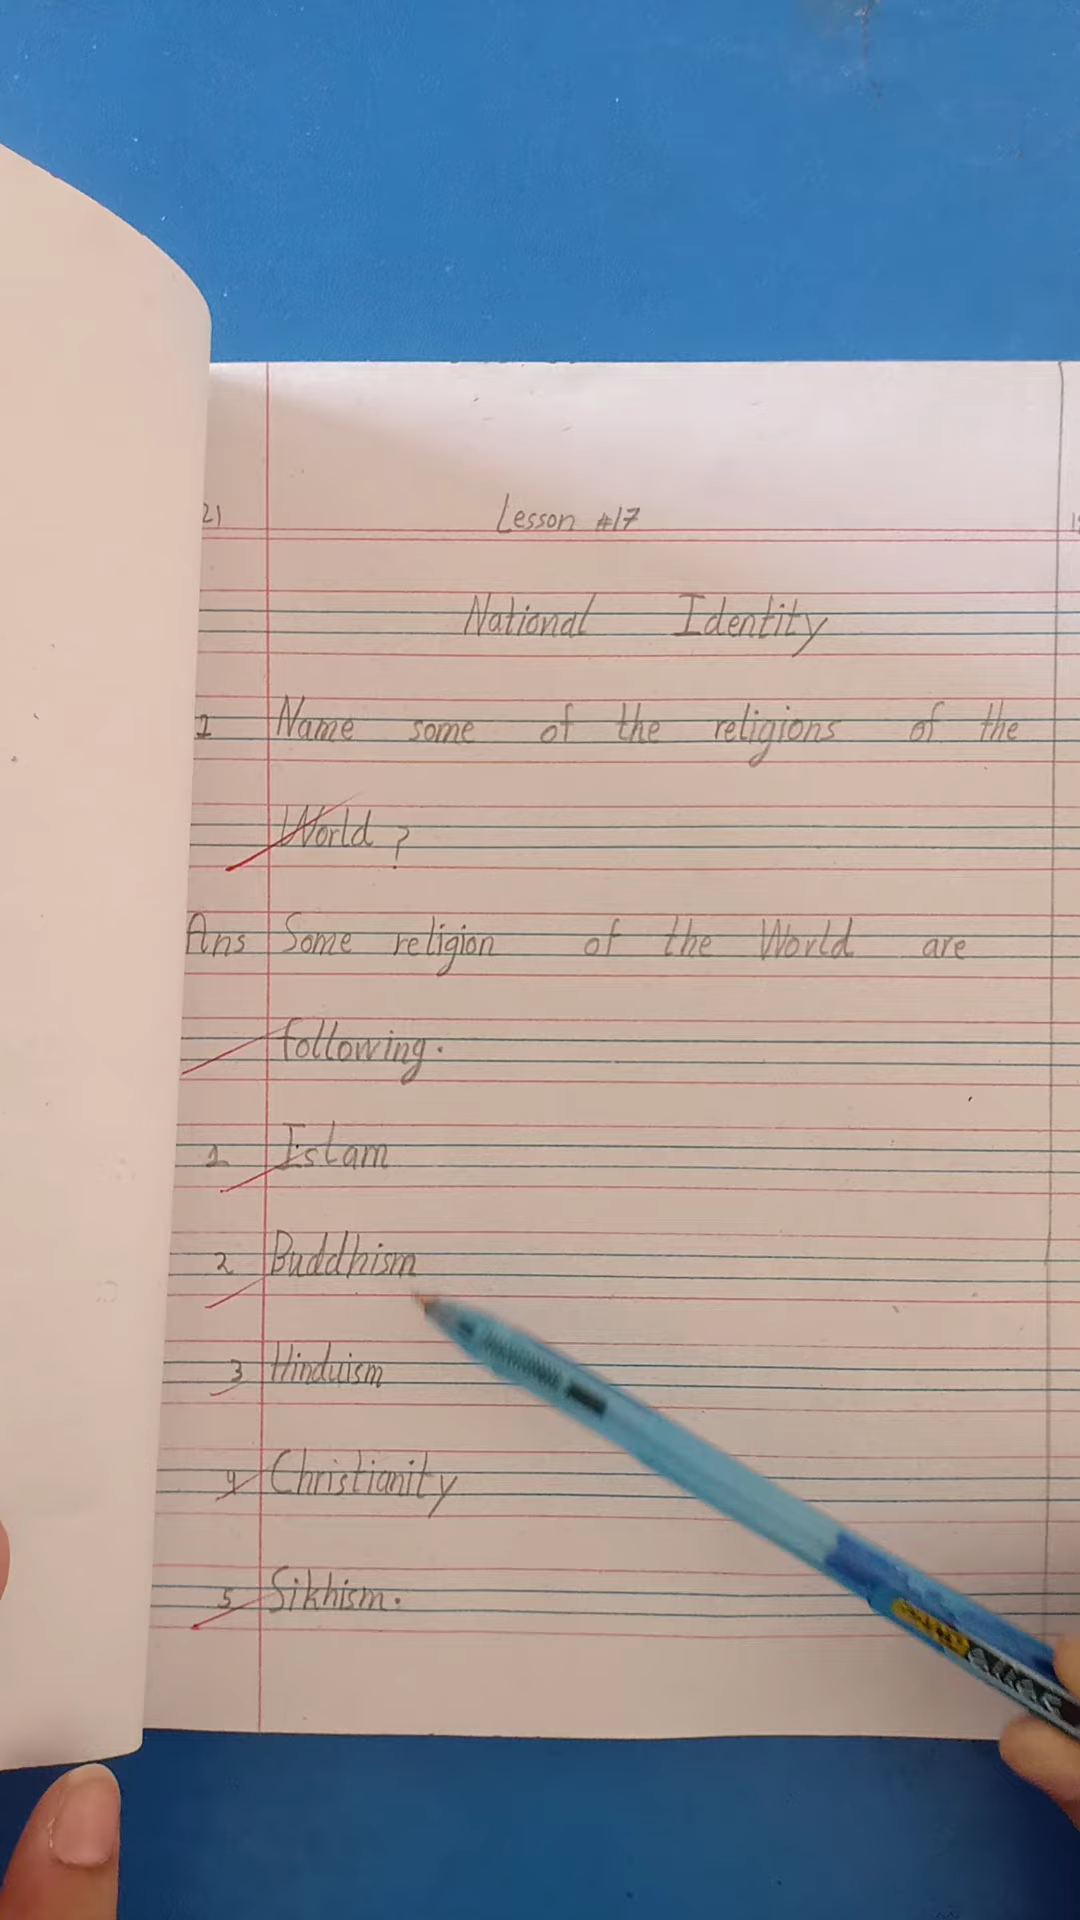 21 Lesson #17
National Identity
1 Name some of the religions of the
World ?
Ans Some religion of the World are
following.
1 Islam
2 Buddhism
3 Hinduism
4 Christianity
5 Sikhism.